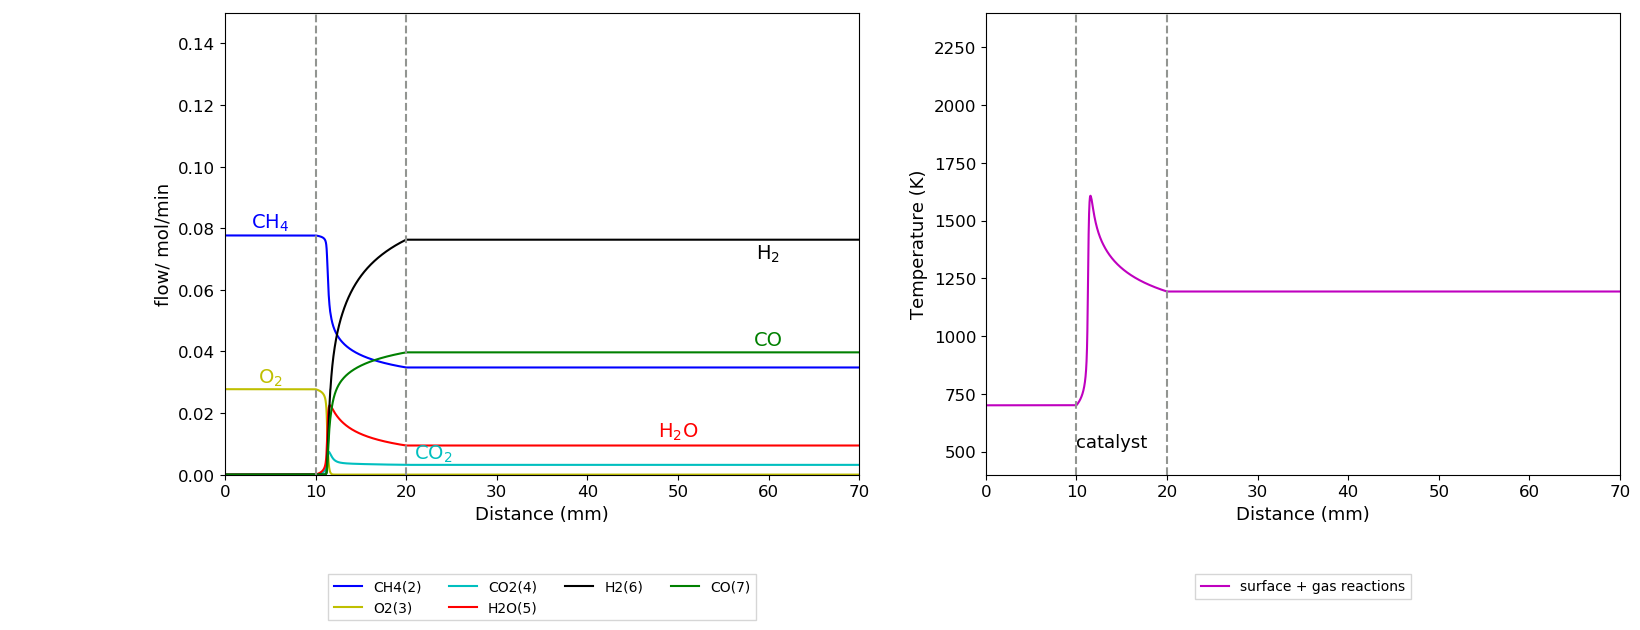 0.14
0.12
0.10
0.08
0.06
0.04
0.02
0.00
flow/ mol/min
CH4
O2
H2
CO
H2O
CO2
0 10 20 30 40 50 60 70
Distance (mm)
CH4(2) CO2(4) H2(6) CO(7)
O2(3) H2O(5)
2250
2000
1750
1500
1250
1000
750
500
Temperature (K)
catalyst
0 10 20 30 40 50 60 70
Distance (mm)
surface + gas reactions